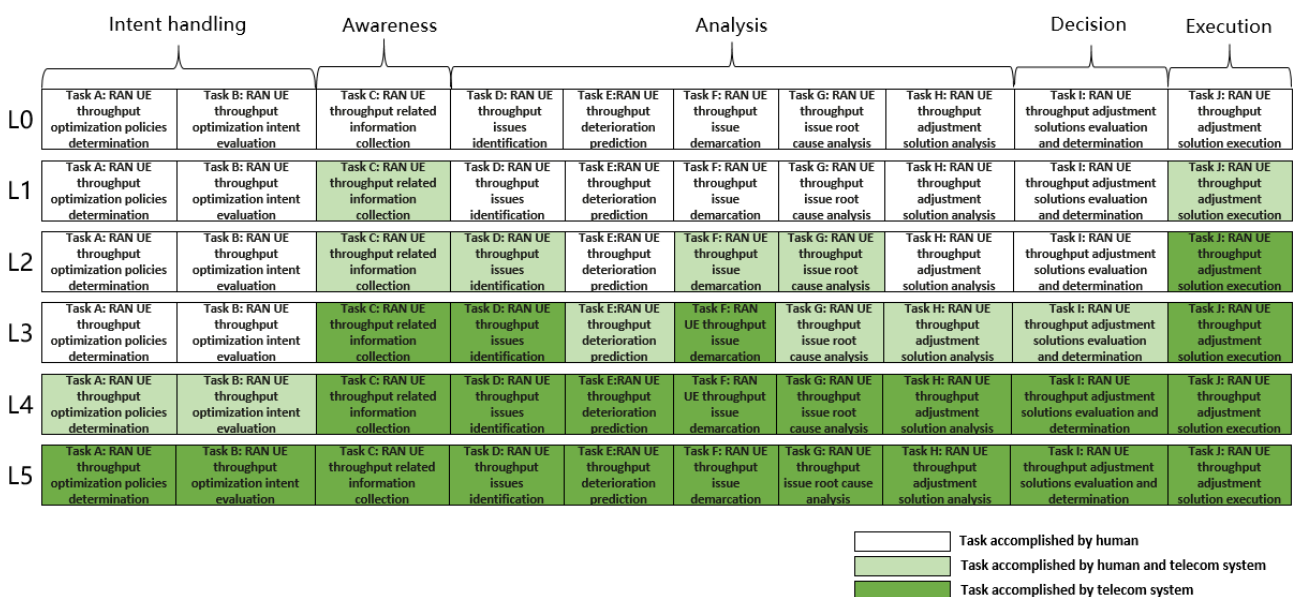 Intent handling
Awareness
Analysis
Decision
Execution
L0
Task A: RAN UE
throughput
optimization policies
determination
Task B: RAN UE
throughput
optimization intent
evaluation
Task C: RAN UE
throughput related
information
collection
Task D: RAN UE
throughput
issues
identification
Task E:RAN UE
throughput
deterioration
prediction
Task F: RAN UE
throughput
issue
demarcation
Task G: RAN UE
throughput
issue root
cause analysis
Task H: RAN UE
throughput
adjustment
solution analysis
Task I: RAN UE
throughput adjustment
solutions evaluation
and determination
Task J: RAN UE
throughput
adjustment
solution execution
L1
Task A: RAN UE
throughput
optimization policies
determination
Task B: RAN UE
throughput
optimization intent
evaluation
Task C: RAN UE
throughput related
information
collection
Task D: RAN UE
throughput
issues
identification
Task E:RAN UE
throughput
deterioration
prediction
Task F: RAN UE
throughput
issue
demarcation
Task G: RAN UE
throughput
issue root
cause analysis
Task H: RAN UE
throughput
adjustment
solution analysis
Task I: RAN UE
throughput adjustment
solutions evaluation
and determination
Task J: RAN UE
throughput
adjustment
solution execution
L2
Task A: RAN UE
throughput
optimization policies
determination
Task B: RAN UE
throughput
optimization intent
evaluation
Task C: RAN UE
throughput related
information
collection
Task D: RAN UE
throughput
issues
identification
Task E:RAN UE
throughput
deterioration
prediction
Task F: RAN UE
throughput
issue
demarcation
Task G: RAN UE
throughput
issue root
cause analysis
Task H: RAN UE
throughput
adjustment
solution analysis
Task I: RAN UE
throughput adjustment
solutions evaluation
and determination
Task J: RAN UE
throughput
adjustment
solution execution
L3
Task A: RAN UE
throughput
optimization policies
determination
Task B: RAN UE
throughput
optimization intent
evaluation
Task C: RAN UE
throughput related
information
collection
Task D: RAN UE
throughput
issues
identification
Task E:RAN UE
throughput
deterioration
prediction
Task F: RAN
UE throughput
issue
demarcation
Task G: RAN UE
throughput
issue root
cause analysis
Task H: RAN UE
throughput
adjustment
solution analysis
Task I: RAN UE
throughput adjustment
solutions evaluation
and determination
Task J: RAN UE
throughput
adjustment
solution execution
L4
Task A: RAN UE
throughput
optimization policies
determination
Task B: RAN UE
throughput
optimization intent
evaluation
Task C: RAN UE
throughput related
information
collection
Task D: RAN UE
throughput
issues
identification
Task E:RAN UE
throughput
deterioration
prediction
Task F: RAN
UE throughput
issue
demarcation
Task G: RAN UE
throughput
issue root
cause analysis
Task H: RAN UE
throughput
adjustment
solution analysis
Task I: RAN UE
throughput adjustment
solutions evaluation and
determination
Task J: RAN UE
throughput
adjustment
solution execution
L5
Task A: RAN UE
throughput
optimization policies
determination
Task B: RAN UE
throughput
optimization intent
evaluation
Task C: RAN UE
throughput related
information
collection
Task D: RAN UE
throughput
issues
identification
Task E:RAN UE
throughput
deterioration
prediction
Task F: RAN UE
throughput
issue
demarcation
Task G: RAN UE
throughput
issue root cause
analysis
Task H: RAN UE
throughput
adjustment
solution analysis
Task I: RAN UE
throughput adjustment
solutions evaluation and
determination
Task J: RAN UE
throughput
adjustment
solution execution
Task accomplished by human
Task accomplished by human and telecom system
Task accomplished by telecom system